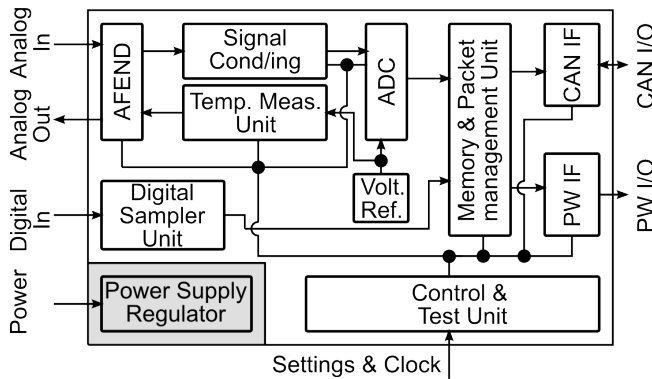 Analog
In
Analog
Out
Digital
In
Power
AFEND
Signal
Cond/ing
Temp. Meas.
Unit
ADC
Volt.
Ref.
Digital
Sampler
Unit
Memory & Packet
management Unit
CAN IF
PW IF
CAN I/O
PW I/O
Power Supply
Regulator
Control &
Test Unit
Settings & Clock